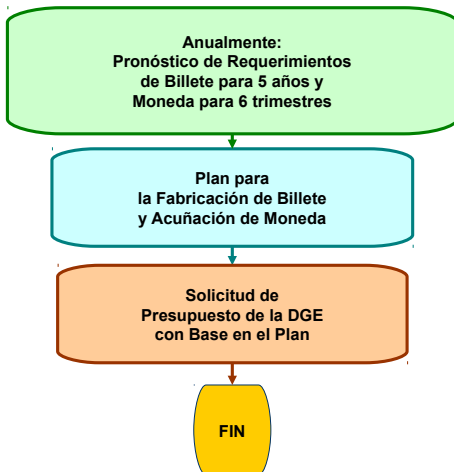 Anualmente:
Pronóstico de Requerimientos
de Billete para 5 años y
Moneda para 6 trimestres
Plan para
la Fabricación de Billete
y Acuñación de Moneda
Solicitud de
Presupuesto de la DGE
con Base en el Plan
FIN